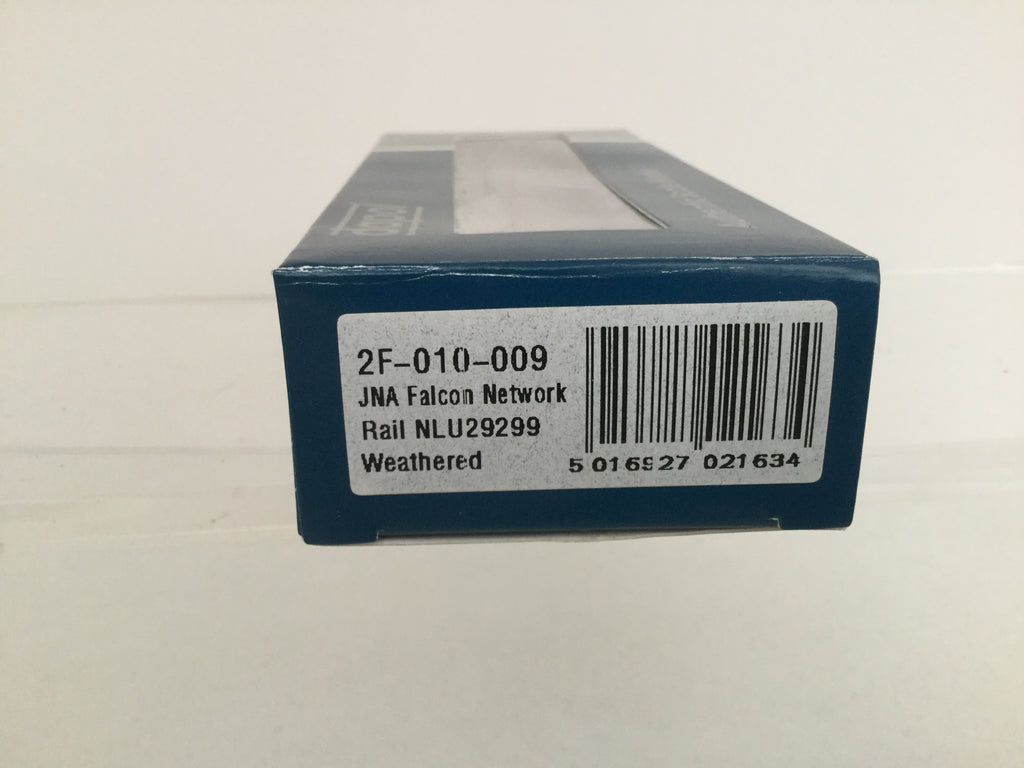 2F-010-009
JNA Falcon Network
Rail NLU29299
Weathered
5 016927 021634